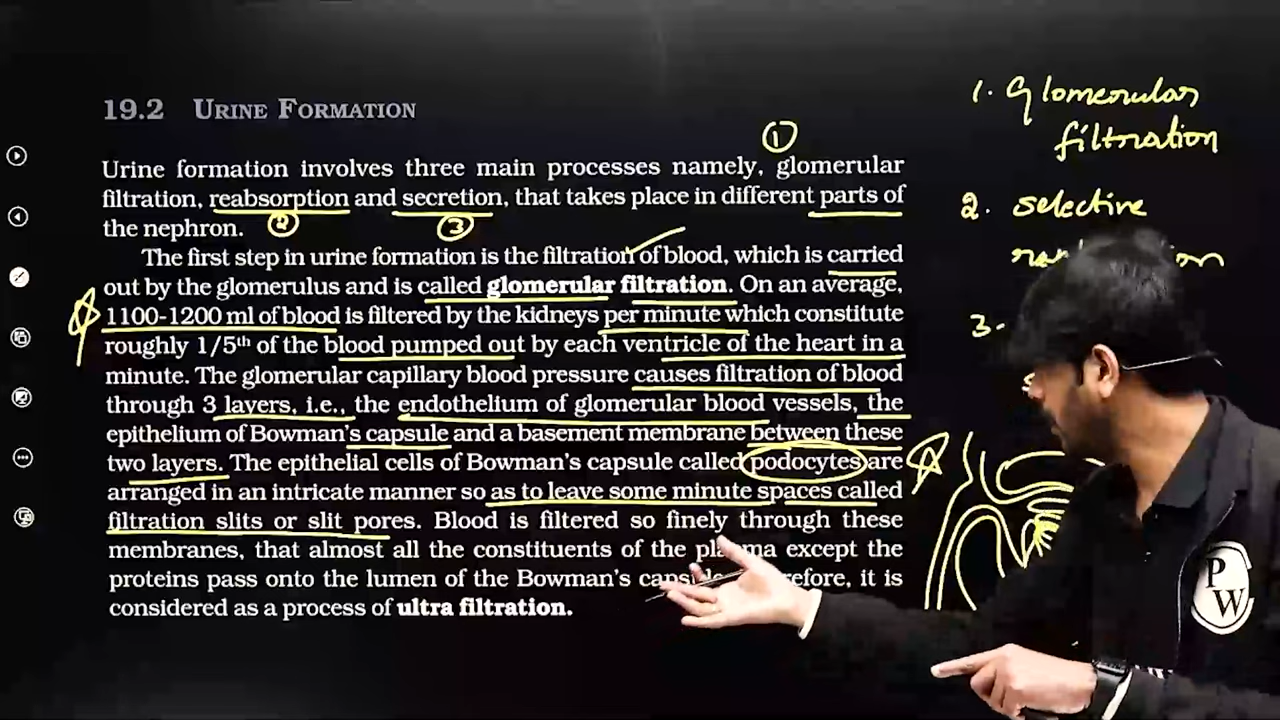 19.2 URINE FORMATION
①
Urine formation involves three main processes namely, glomerular
filtration, reabsorption and secretion, that takes place in different parts of
② ③
the nephron.
The first step in urine formation is the filtration of blood, which is carried
out by the glomerulus and is called glomerular filtration. On an average,
1100-1200 ml of blood is filtered by the kidneys per minute which constitute
roughly 1/5th of the blood pumped out by each ventricle of the heart in a
minute. The glomerular capillary blood pressure causes filtration of blood
through 3 layers, i.e., the endothelium of glomerular blood vessels, the
epithelium of Bowman's capsule and a basement membrane between these
two layers. The epithelial cells of Bowman's capsule called podocytes are
arranged in an intricate manner so as to leave some minute spaces called
filtration slits or slit pores. Blood is filtered so finely through these
membranes, that almost all the constituents of the plasma except the
proteins pass onto the lumen of the Bowman's it is
considered as a process of ultra filtration.
1. Glomerular
filtration
2. selective
3.
P
W